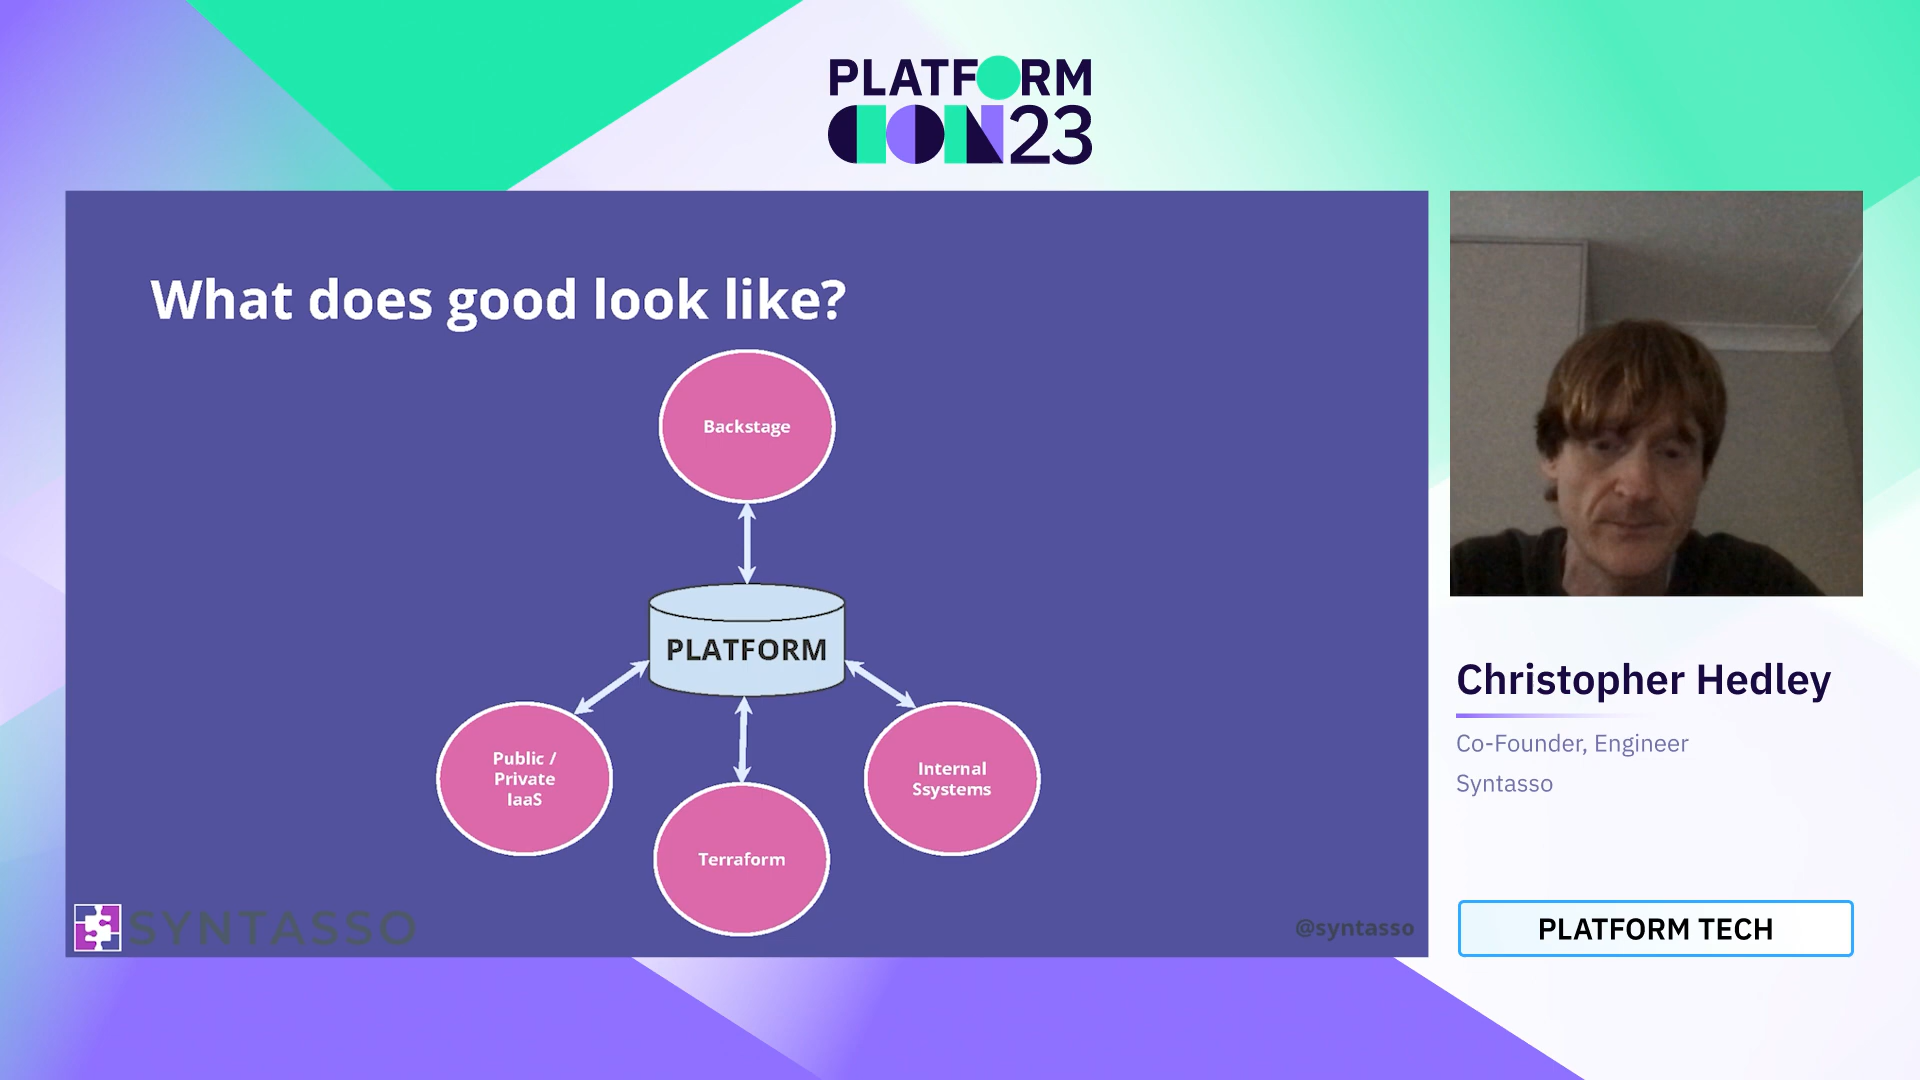 PLATFORM
CON23
What does good look like?
Backstage
PLATFORM
Public /
Private
IaaS
Terraform
Internal
Ssystems
SYNTASSO
@syntasso
Christopher Hedley
Co-Founder, Engineer
Syntasso
PLATFORM TECH